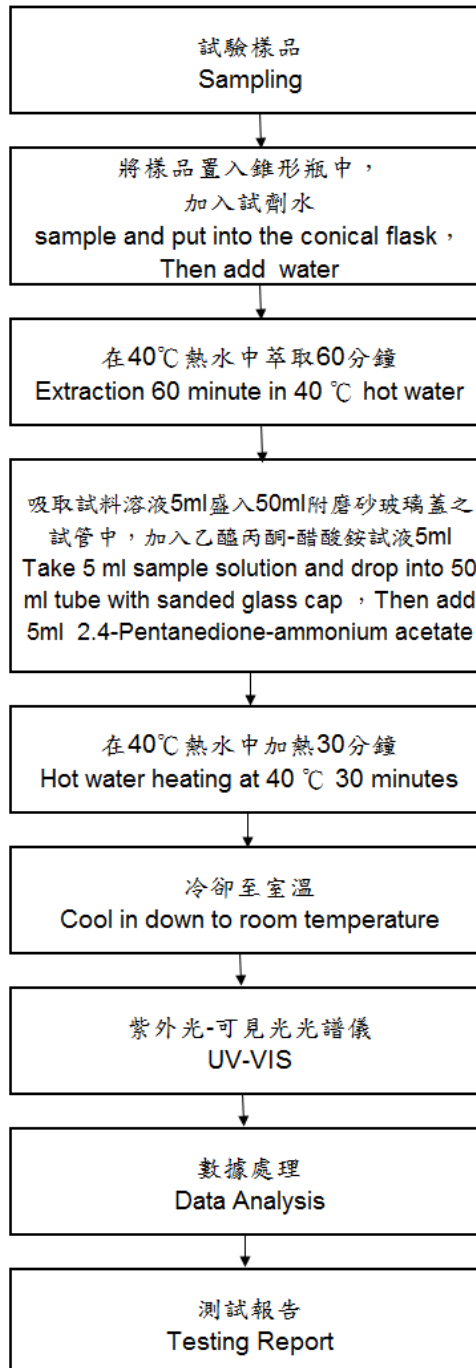 試驗樣品
Sampling
將樣品置入錐形瓶中，
加入試劑水
sample and put into the conical flask，
Then add water
在40℃熱水中萃取60分鐘
Extraction 60 minute in 40 ℃ hot water
吸取試料溶液5ml盛入50ml附磨砂玻璃蓋之
試管中，加入乙醯丙酮-醋酸銨試液5ml
Take 5 ml sample solution and drop into 50
ml tube with sanded glass cap ，Then add
5ml 2.4-Pentanedione-ammonium acetate
在40℃熱水中加熱30分鐘
Hot water heating at 40 ℃ 30 minutes
冷卻至室溫
Cool in down to room temperature
紫外光-可見光光譜儀
UV-VIS
數據處理
Data Analysis
測試報告
Testing Report